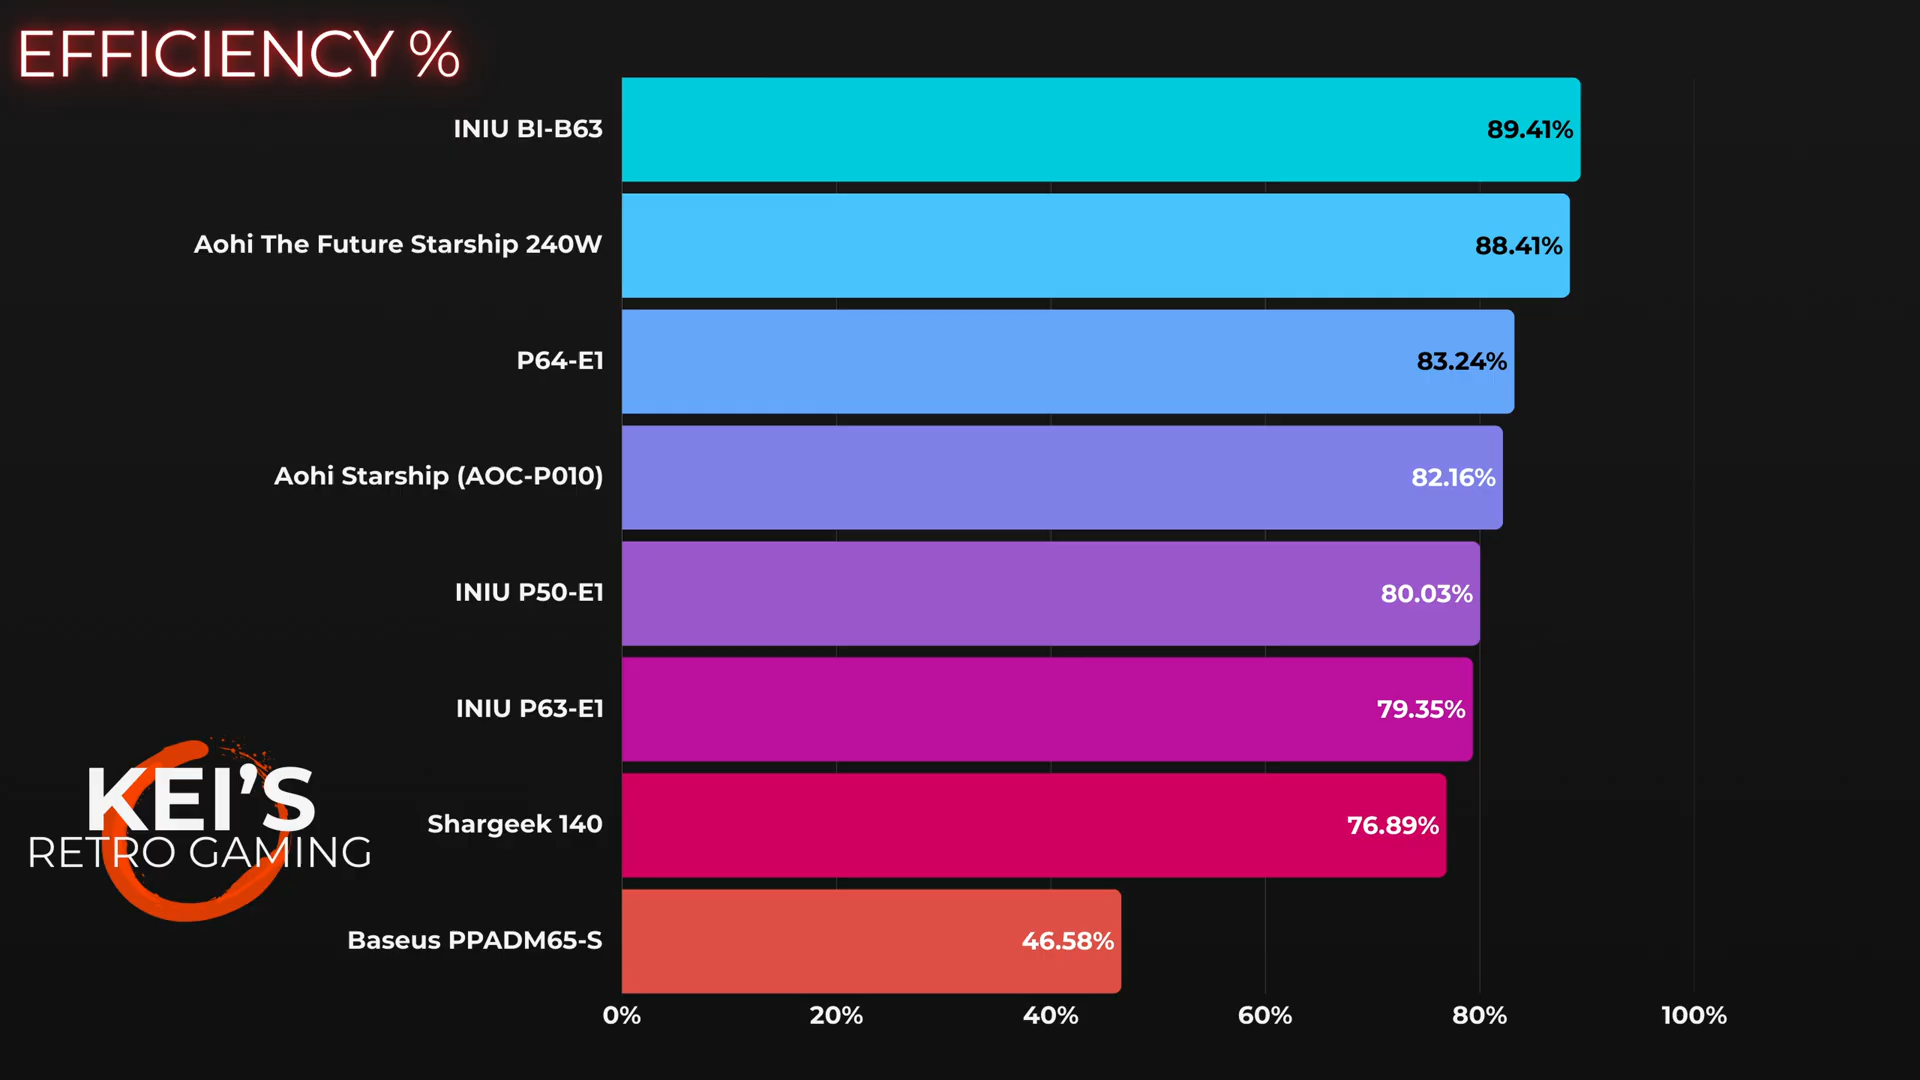 EFFICIENCY %
INIU BI-B63
89.41%
Aohi The Future Starship 240W
88.41%
P64-E1
83.24%
Aohi Starship (AOC-P010)
82.16%
INIU P50-E1
80.03%
INIU P63-E1
79.35%
Shargeek 140
76.89%
Baseus PPADM65-S
46.58%
0% 20% 40% 60% 80% 100%
KEI'S
RETRO GAMING